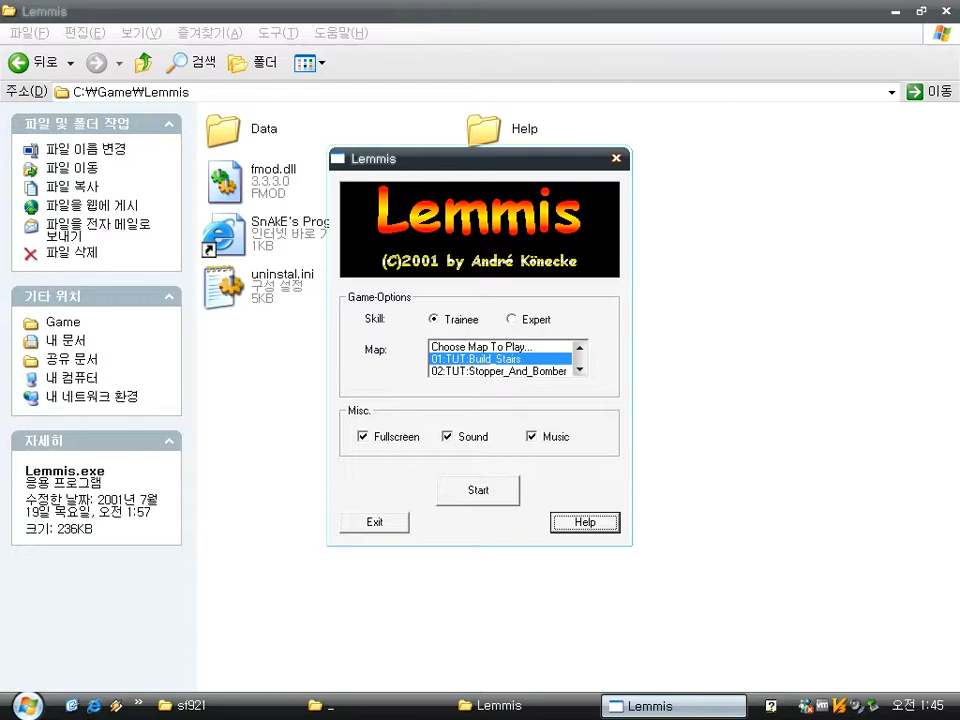 Lemmis
파일(F) 편집(E) 보기(V) 즐겨찾기(A) 도구(T) 도움말(H)
뒤로 검색 폴더
주소(D) C:₩Game₩Lemmis 이동
파일 및 폴더 작업
파일 이름 변경
파일 이동
파일 복사
파일을 웹에 게시
파일을 전자 메일로
보내기
파일 삭제
기타 위치
Game
내 문서
공유 문서
내 컴퓨터
내 네트워크 환경
자세히
Lemmis.exe
응용 프로그램
수정한 날짜: 2001년 7월
19일 목요일, 오전 1:57
크기: 236KB
Data
Help
fmod.dll
3.3.3.0
FMOD
SnAkE's Prog
인터넷 바로 가
1KB
uninstal.ini
구성 설정
5KB
Lemmis
Lemmis
(C)2001 by André Könecke
Game-Options
Skill: Trainee Expert
Map: Choose Map To Play...
01:TUT:Build_Stairs
02:TUT:Stopper_And_Bomber
Misc.
Fullscreen Sound Music
Start
Exit Help
sf921 _ Lemmis Lemmis 오전 1:45